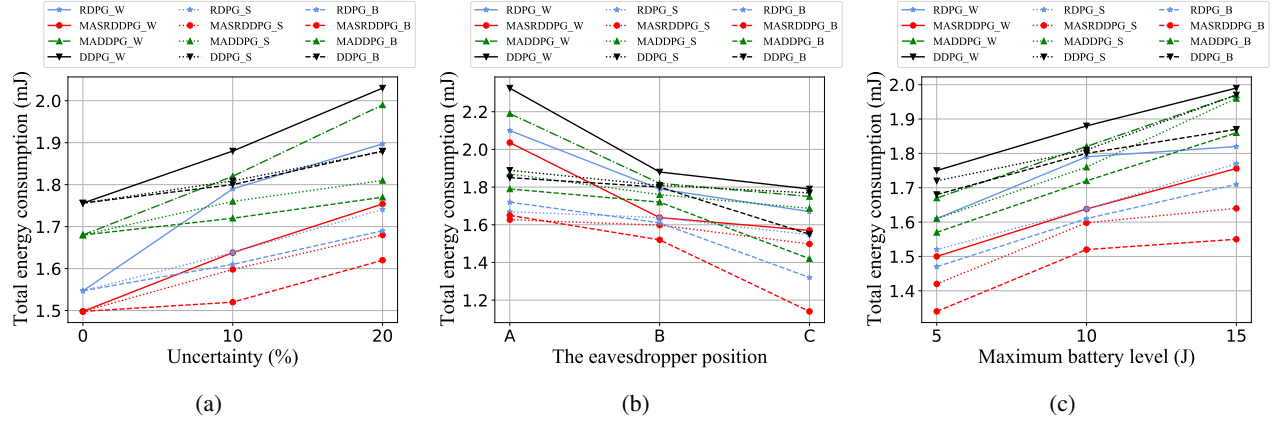 RDPG_W RDPG_S RDPG_B
MASRDDPG_W MASRDDPG_S MASRDDPG_B
MADDPG_W MADDPG_S MADDPG_B
DDPG_W DDPG_S DDPG_B
Total energy consumption (mJ)
2.0
1.9
1.8
1.7
1.6
1.5
0 10 20
Uncertainty (%)
(a)
RDPG_W RDPG_S RDPG_B
MASRDDPG_W MASRDDPG_S MASRDDPG_B
MADDPG_W MADDPG_S MADDPG_B
DDPG_W DDPG_S DDPG_B
Total energy consumption (mJ)
2.2
2.0
1.8
1.6
1.4
1.2
A B C
The eavesdropper position
(b)
RDPG_W RDPG_S RDPG_B
MASRDDPG_W MASRDDPG_S MASRDDPG_B
MADDPG_W MADDPG_S MADDPG_B
DDPG_W DDPG_S DDPG_B
Total energy consumption (mJ)
2.0
1.9
1.8
1.7
1.6
1.5
1.4
5 10 15
Maximum battery level (J)
(c)